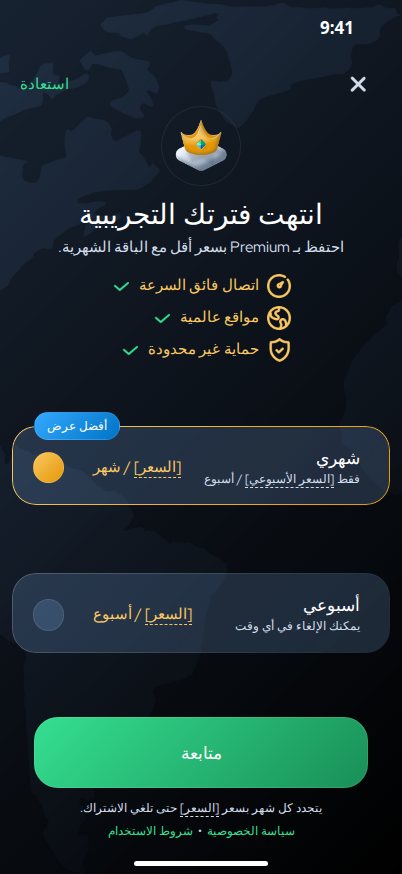 9:41
استعادة
انتهت فترتك التجريبية
احتفظ بـ Premium بسعر أقل مع الباقة الشهرية.
اتصال فائق السرعة
مواقع عالمية
حماية غير محدودة
أفضل عرض
شهري
فقط [السعر الأسبوعي] / أسبوع
[السعر] / شهر
أسبوعي
يمكنك الإلغاء في أي وقت
[السعر] / أسبوع
متابعة
يتجدد كل شهر بسعر [السعر] حتى تلغي الاشتراك.
سياسة الخصوصية • شروط الاستخدام